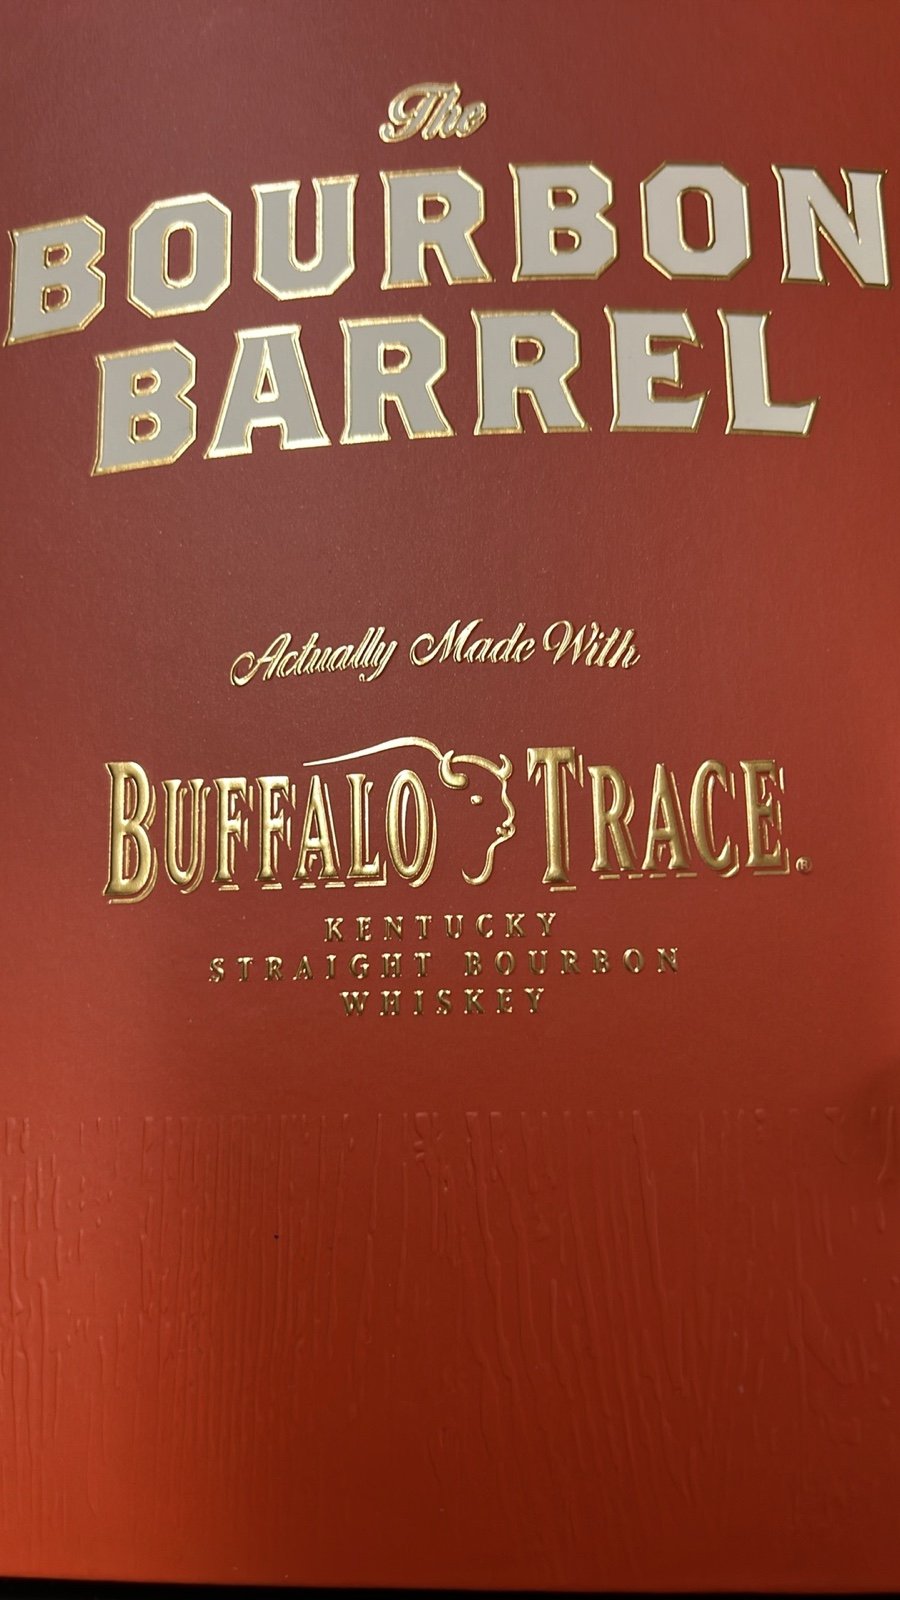 The
BOURBON
BARREL
Actually Made With
BUFFALO TRACE®
KENTUCKY
STRAIGHT BOURBON
WHISKEY